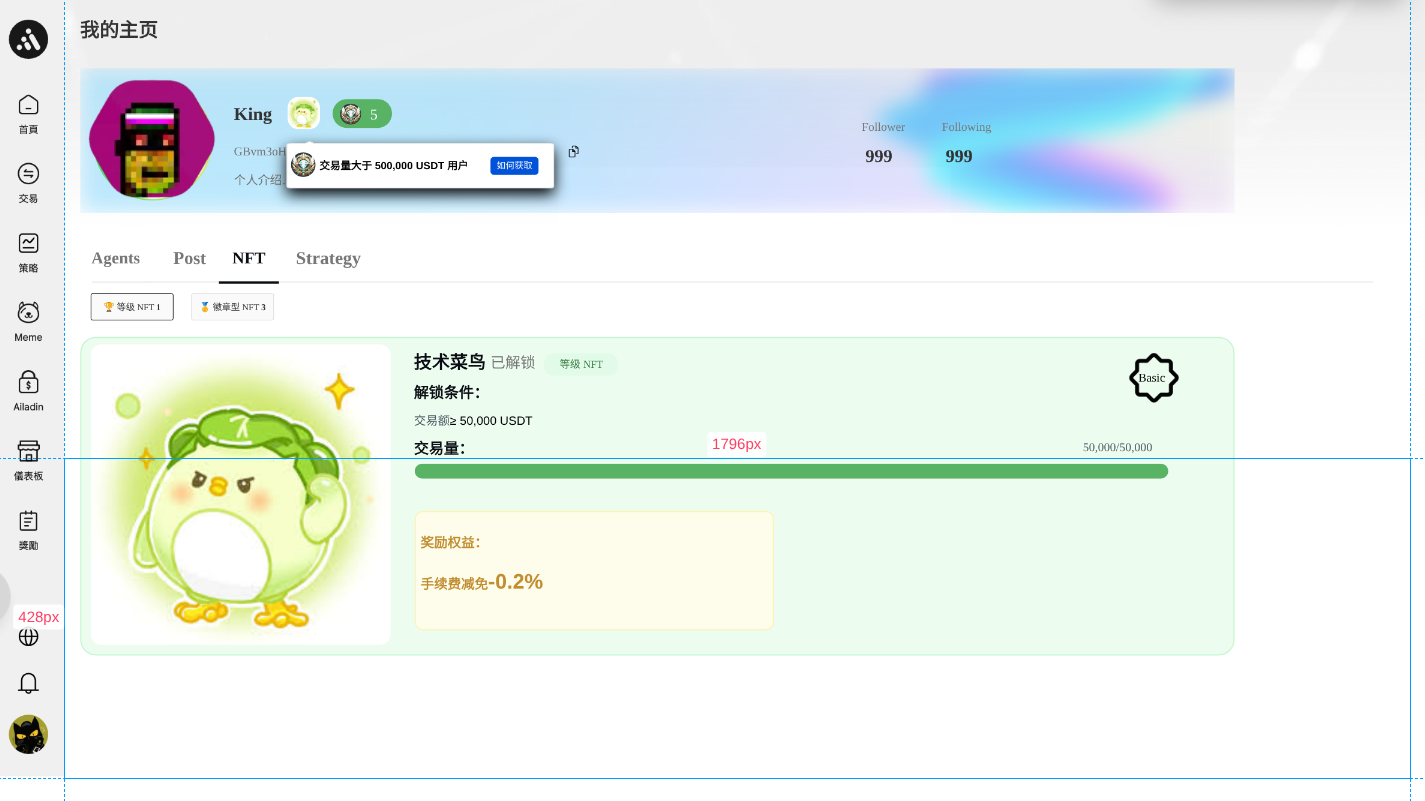 我的主页
首頁
交易
策略
Meme
Ailadin
儀表板
獎勵
428px
King
5
GBvm3oH
个人介绍
交易量大于 500,000 USDT 用户
如何获取
Follower
Following
999
999
Agents
Post
NFT
Strategy
🏆 等级 NFT 1
🏅 徽章型 NFT 3
技术菜鸟 已解锁
等级 NFT
Basic
解锁条件：
交易额≥ 50,000 USDT
交易量：
1796px
50,000/50,000
奖励权益：
手续费减免-0.2%